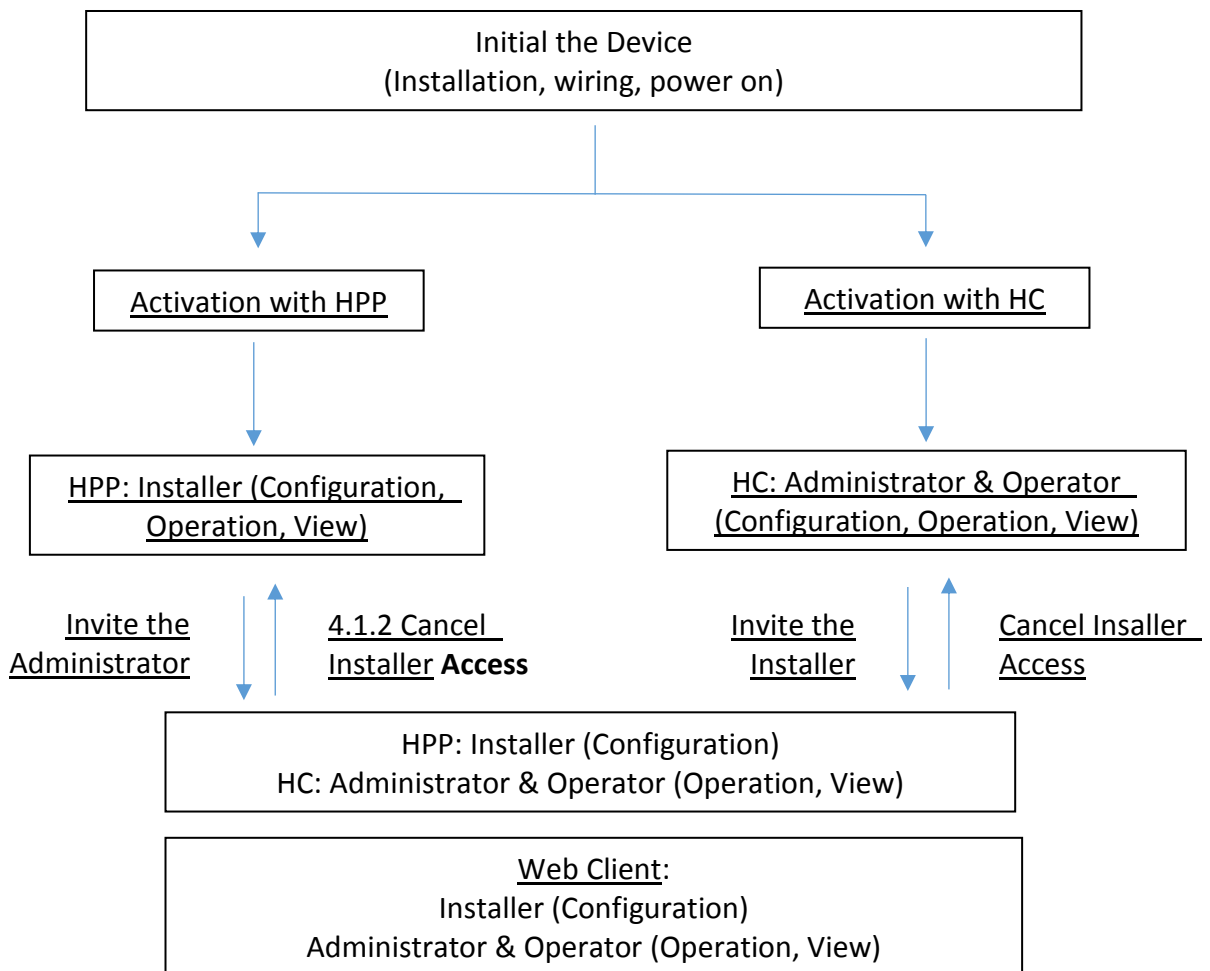 Initial the Device
(Installation, wiring, power on)
Activation with HPP
Activation with HC
HPP: Installer (Configuration,
Operation, View)
HC: Administrator & Operator
(Configuration, Operation, View)
Invite the
Administrator
4.1.2 Cancel
Installer Access
Invite the
Installer
Cancel Insaller
Access
HPP: Installer (Configuration)
HC: Administrator & Operator (Operation, View)
Web Client:
Installer (Configuration)
Administrator & Operator (Operation, View)